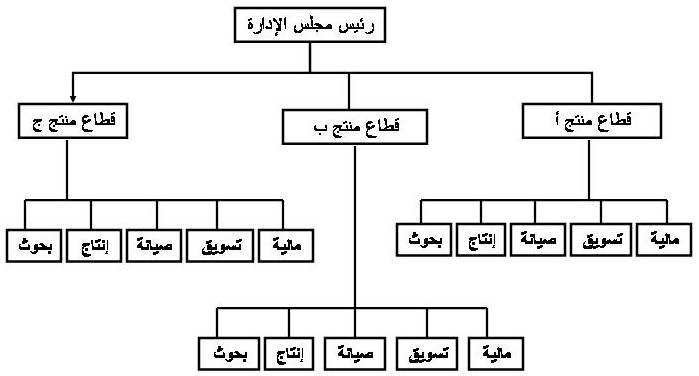 رئيس مجلس الإدارة
قطاع منتج أ
قطاع منتج ب
قطاع منتج ج
مالية
تسويق
صيانة
إنتاج
بحوث
مالية
تسويق
صيانة
إنتاج
بحوث
مالية
تسويق
صيانة
إنتاج
بحوث